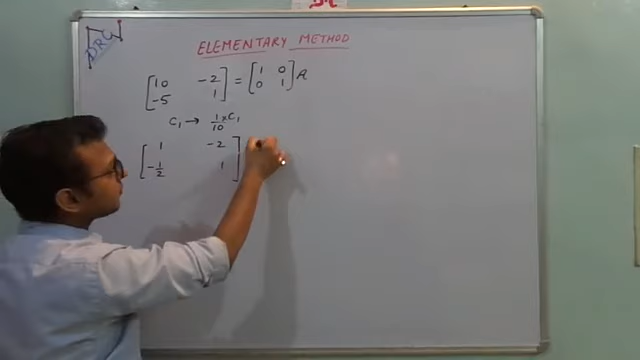 DRC
ELEMENTARY METHOD
[10 -2; -5 1] = [1 0; 0 1] A
C₁ → 1/10 × C₁
[1 -2; -1/2 1]